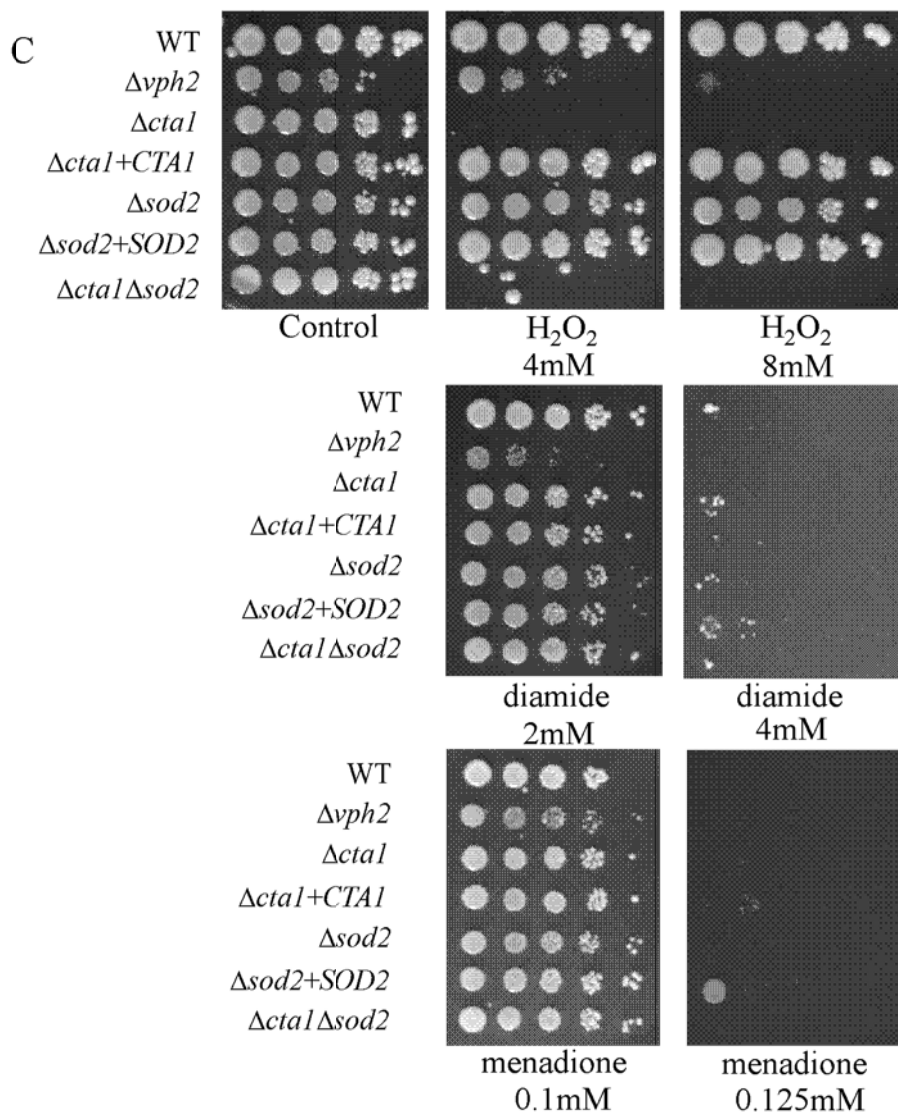 C
WT
Δvph2
Δcta1
Δcta1+CTA1
Δsod2
Δsod2+SOD2
Δcta1Δsod2
Control
H₂O₂
4mM
H₂O₂
8mM
WT
Δvph2
Δcta1
Δcta1+CTA1
Δsod2
Δsod2+SOD2
Δcta1Δsod2
diamide
2mM
diamide
4mM
WT
Δvph2
Δcta1
Δcta1+CTA1
Δsod2
Δsod2+SOD2
Δcta1Δsod2
menadione
0.1mM
menadione
0.125mM